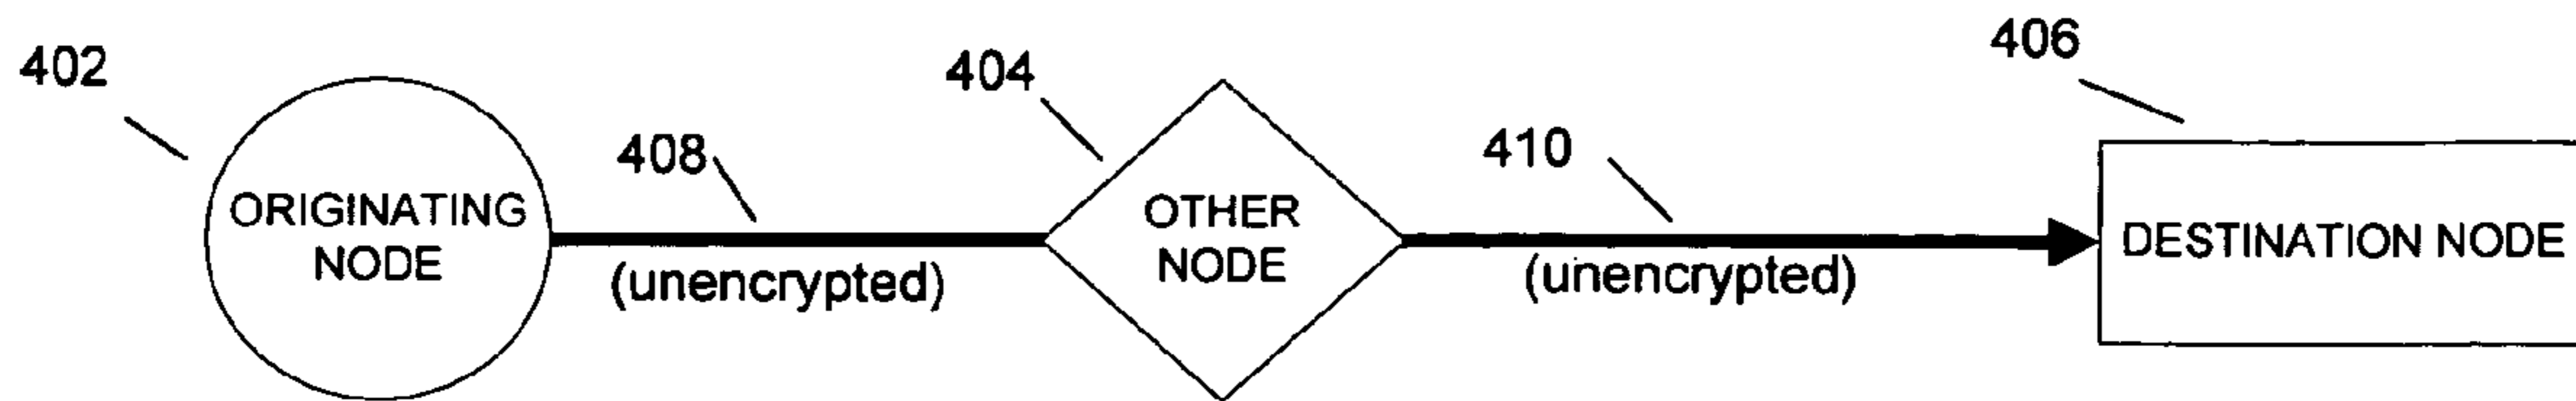 402
ORIGINATING
NODE
408
(unencrypted)
404
OTHER
NODE
410
(unencrypted)
406
DESTINATION NODE